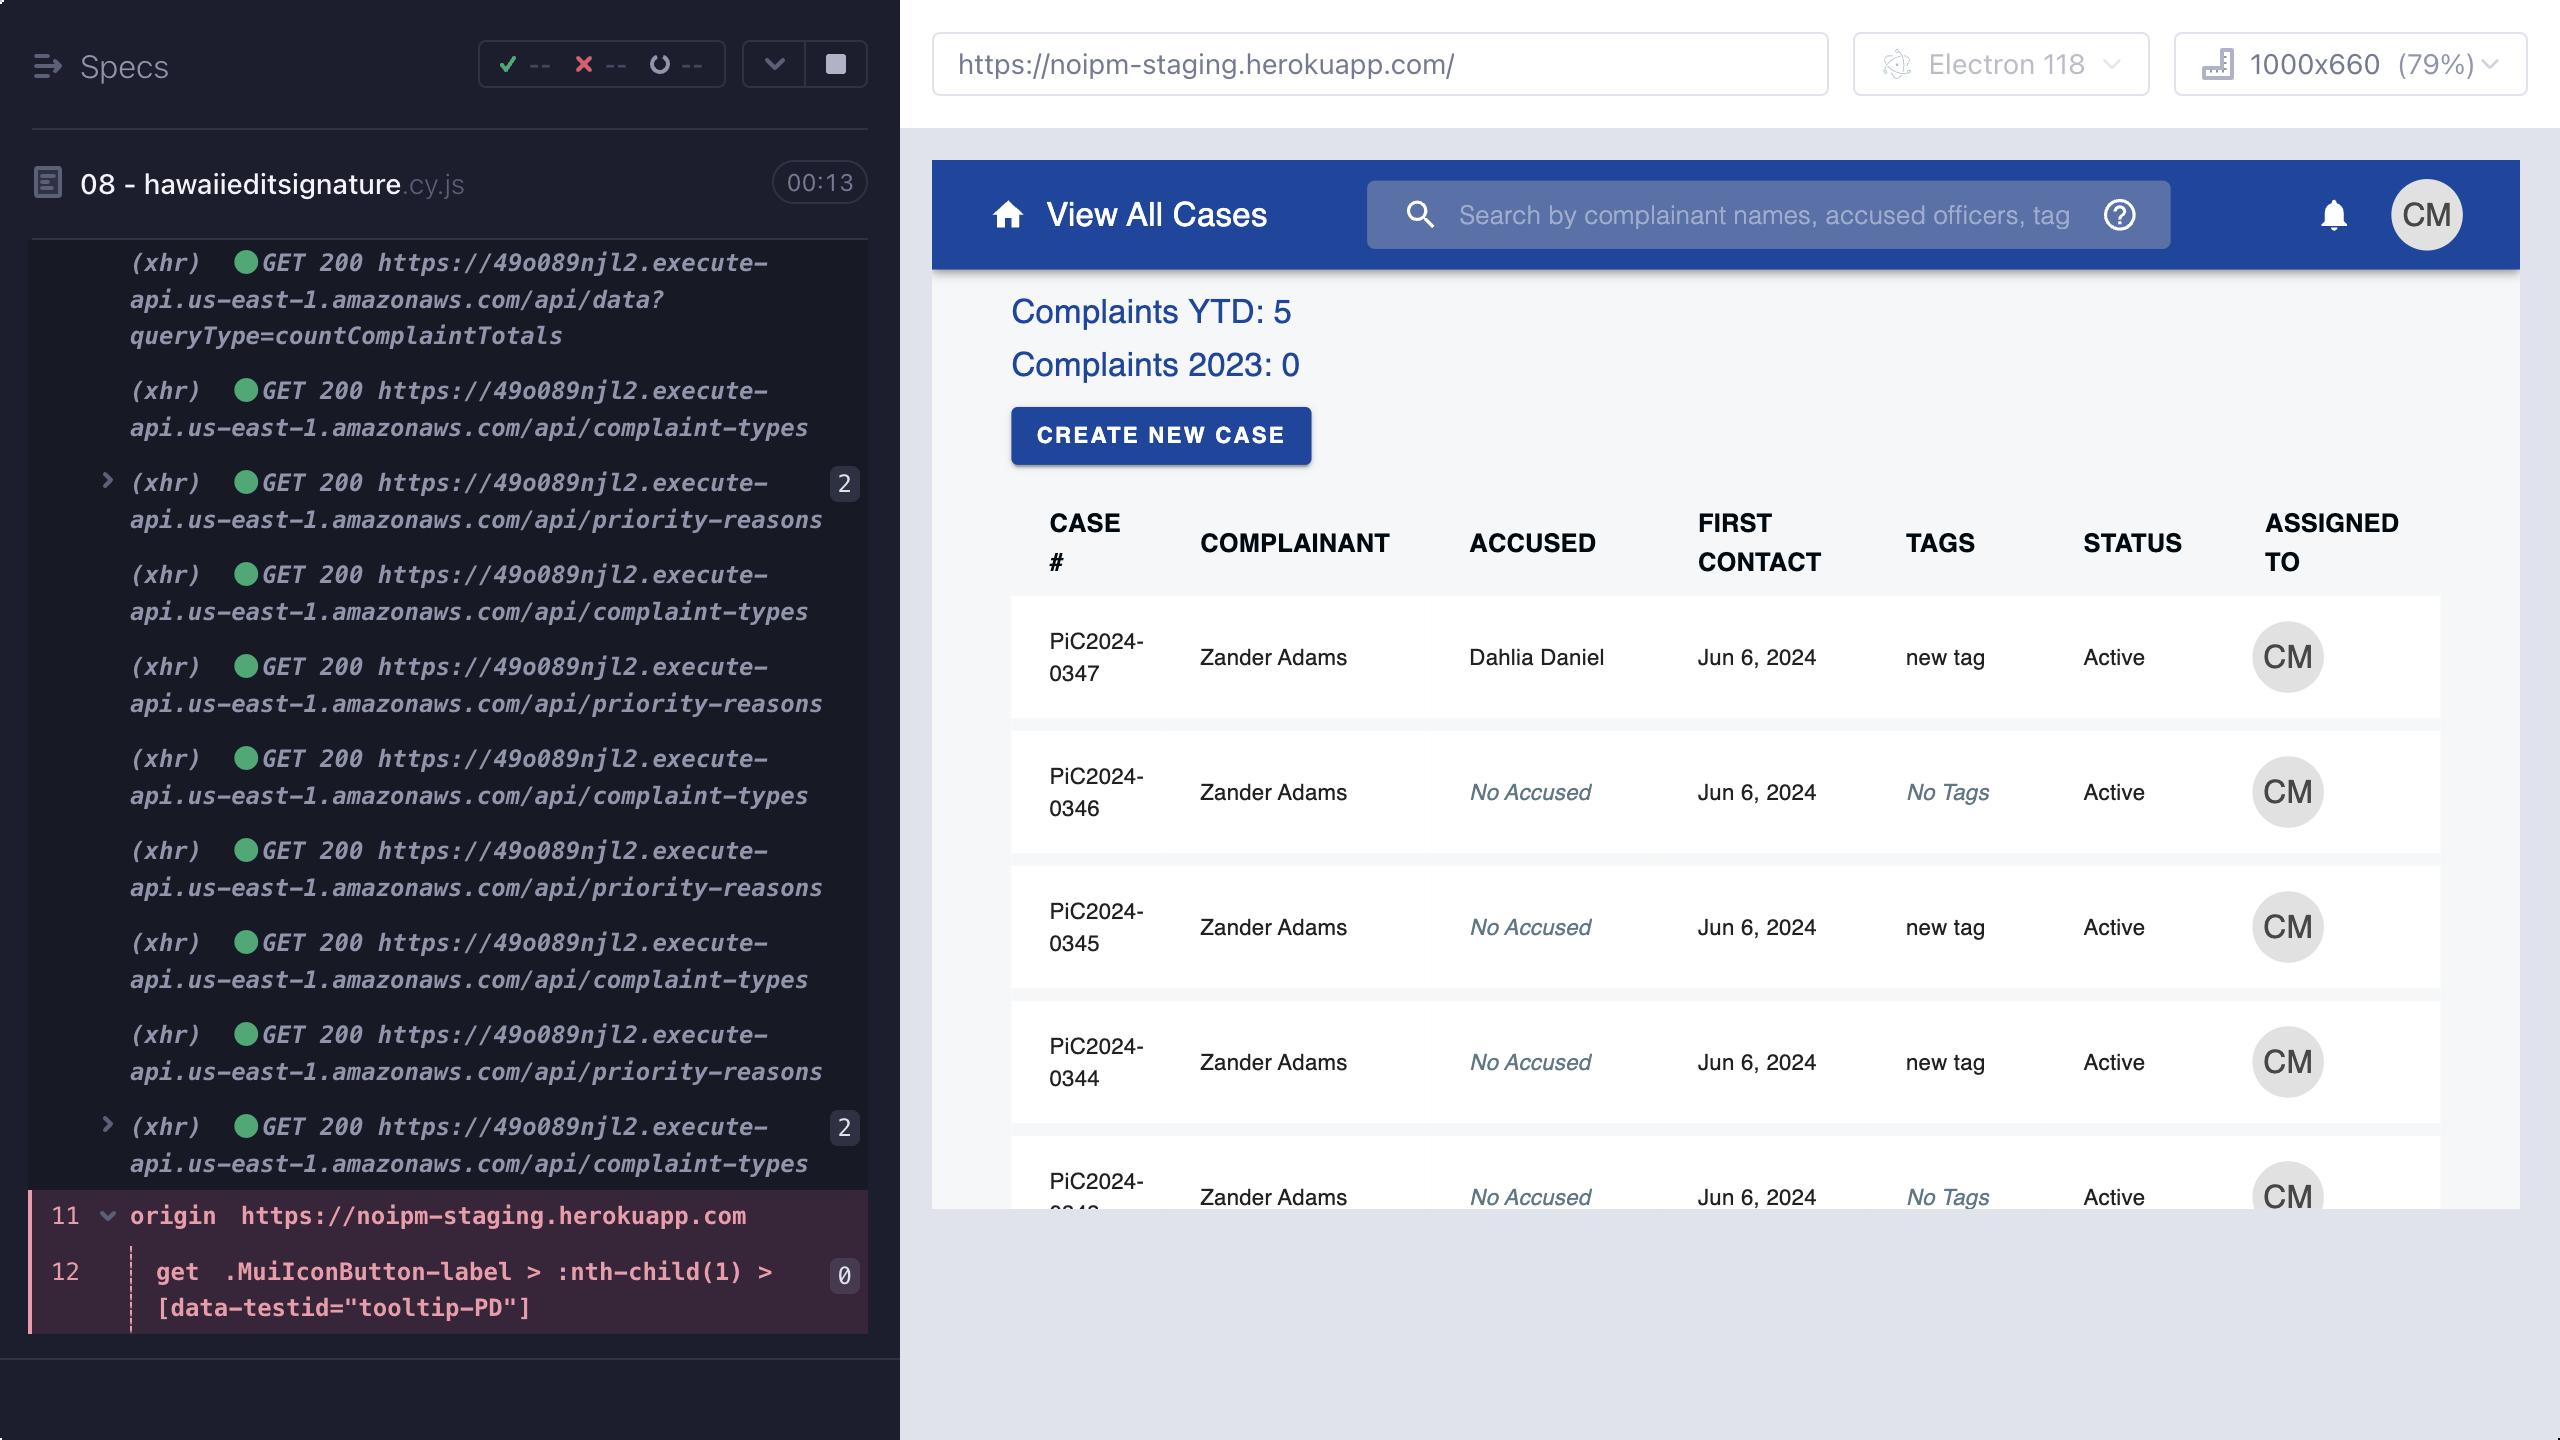 Specs
-- -- --
08 - hawaiieditsignature.cy.js
00:13
(xhr) GET 200 https://49o089njl2.execute-
api.us-east-1.amazonaws.com/api/data?
queryType=countComplaintTotals
(xhr) GET 200 https://49o089njl2.execute-
api.us-east-1.amazonaws.com/api/complaint-types
(xhr) GET 200 https://49o089njl2.execute- 2
api.us-east-1.amazonaws.com/api/priority-reasons
(xhr) GET 200 https://49o089njl2.execute-
api.us-east-1.amazonaws.com/api/complaint-types
(xhr) GET 200 https://49o089njl2.execute-
api.us-east-1.amazonaws.com/api/priority-reasons
(xhr) GET 200 https://49o089njl2.execute-
api.us-east-1.amazonaws.com/api/complaint-types
(xhr) GET 200 https://49o089njl2.execute-
api.us-east-1.amazonaws.com/api/priority-reasons
(xhr) GET 200 https://49o089njl2.execute-
api.us-east-1.amazonaws.com/api/complaint-types
(xhr) GET 200 https://49o089njl2.execute-
api.us-east-1.amazonaws.com/api/priority-reasons
(xhr) GET 200 https://49o089njl2.execute- 2
api.us-east-1.amazonaws.com/api/complaint-types
11 origin https://noipm-staging.herokuapp.com
12 get .MuiIconButton-label > :nth-child(1) > 0
[data-testid="tooltip-PD"]
https://noipm-staging.herokuapp.com/
Electron 118
1000x660 (79%)
View All Cases
Search by complainant names, accused officers, tag
CM
Complaints YTD: 5
Complaints 2023: 0
CREATE NEW CASE
CASE # COMPLAINANT ACCUSED FIRST CONTACT TAGS STATUS ASSIGNED TO
PiC2024-0347 Zander Adams Dahlia Daniel Jun 6, 2024 new tag Active CM
PiC2024-0346 Zander Adams No Accused Jun 6, 2024 No Tags Active CM
PiC2024-0345 Zander Adams No Accused Jun 6, 2024 new tag Active CM
PiC2024-0344 Zander Adams No Accused Jun 6, 2024 new tag Active CM
PiC2024- Zander Adams No Accused Jun 6, 2024 No Tags Active CM